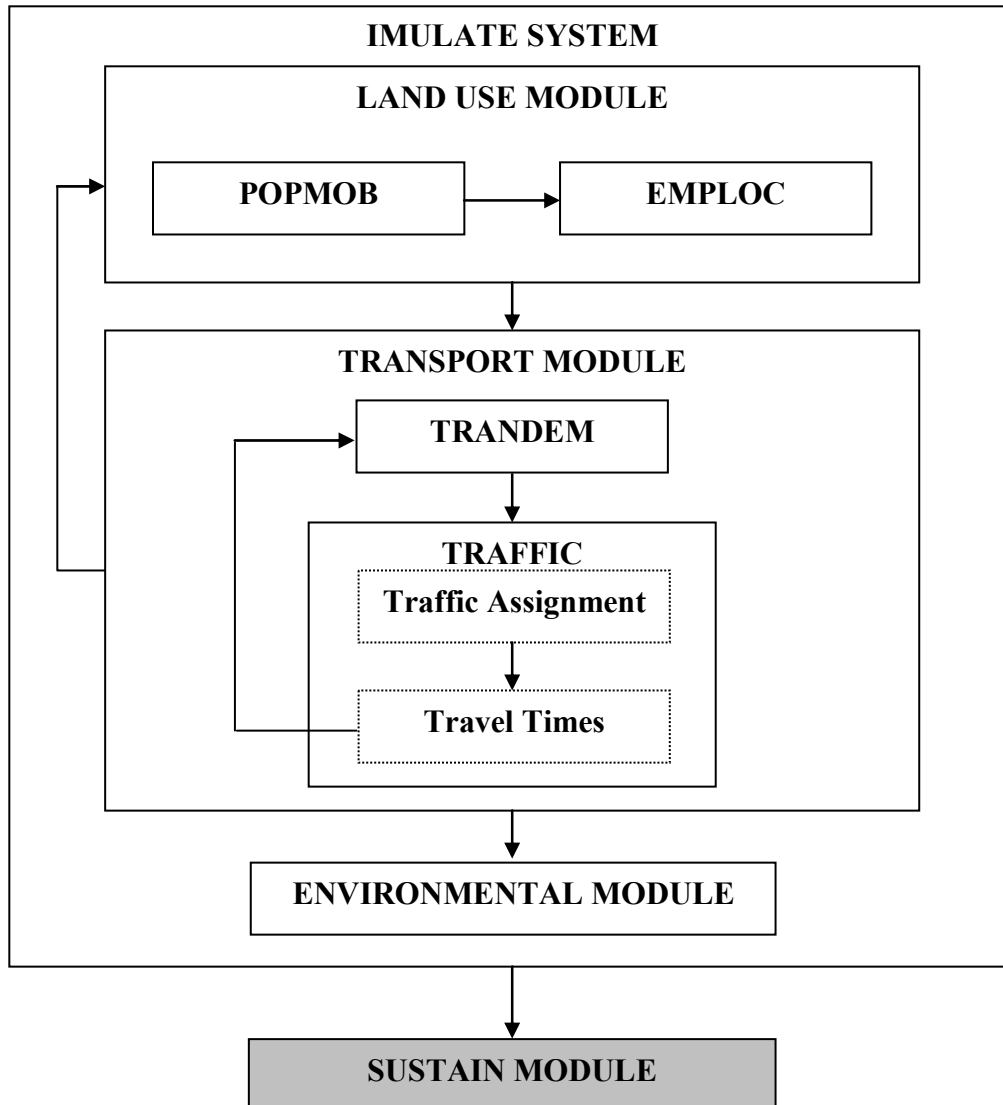 IMULATE SYSTEM
LAND USE MODULE
POPMOB
EMPLOC
TRANSPORT MODULE
TRANDEM
TRAFFIC
Traffic Assignment
Travel Times
ENVIRONMENTAL MODULE
SUSTAIN MODULE